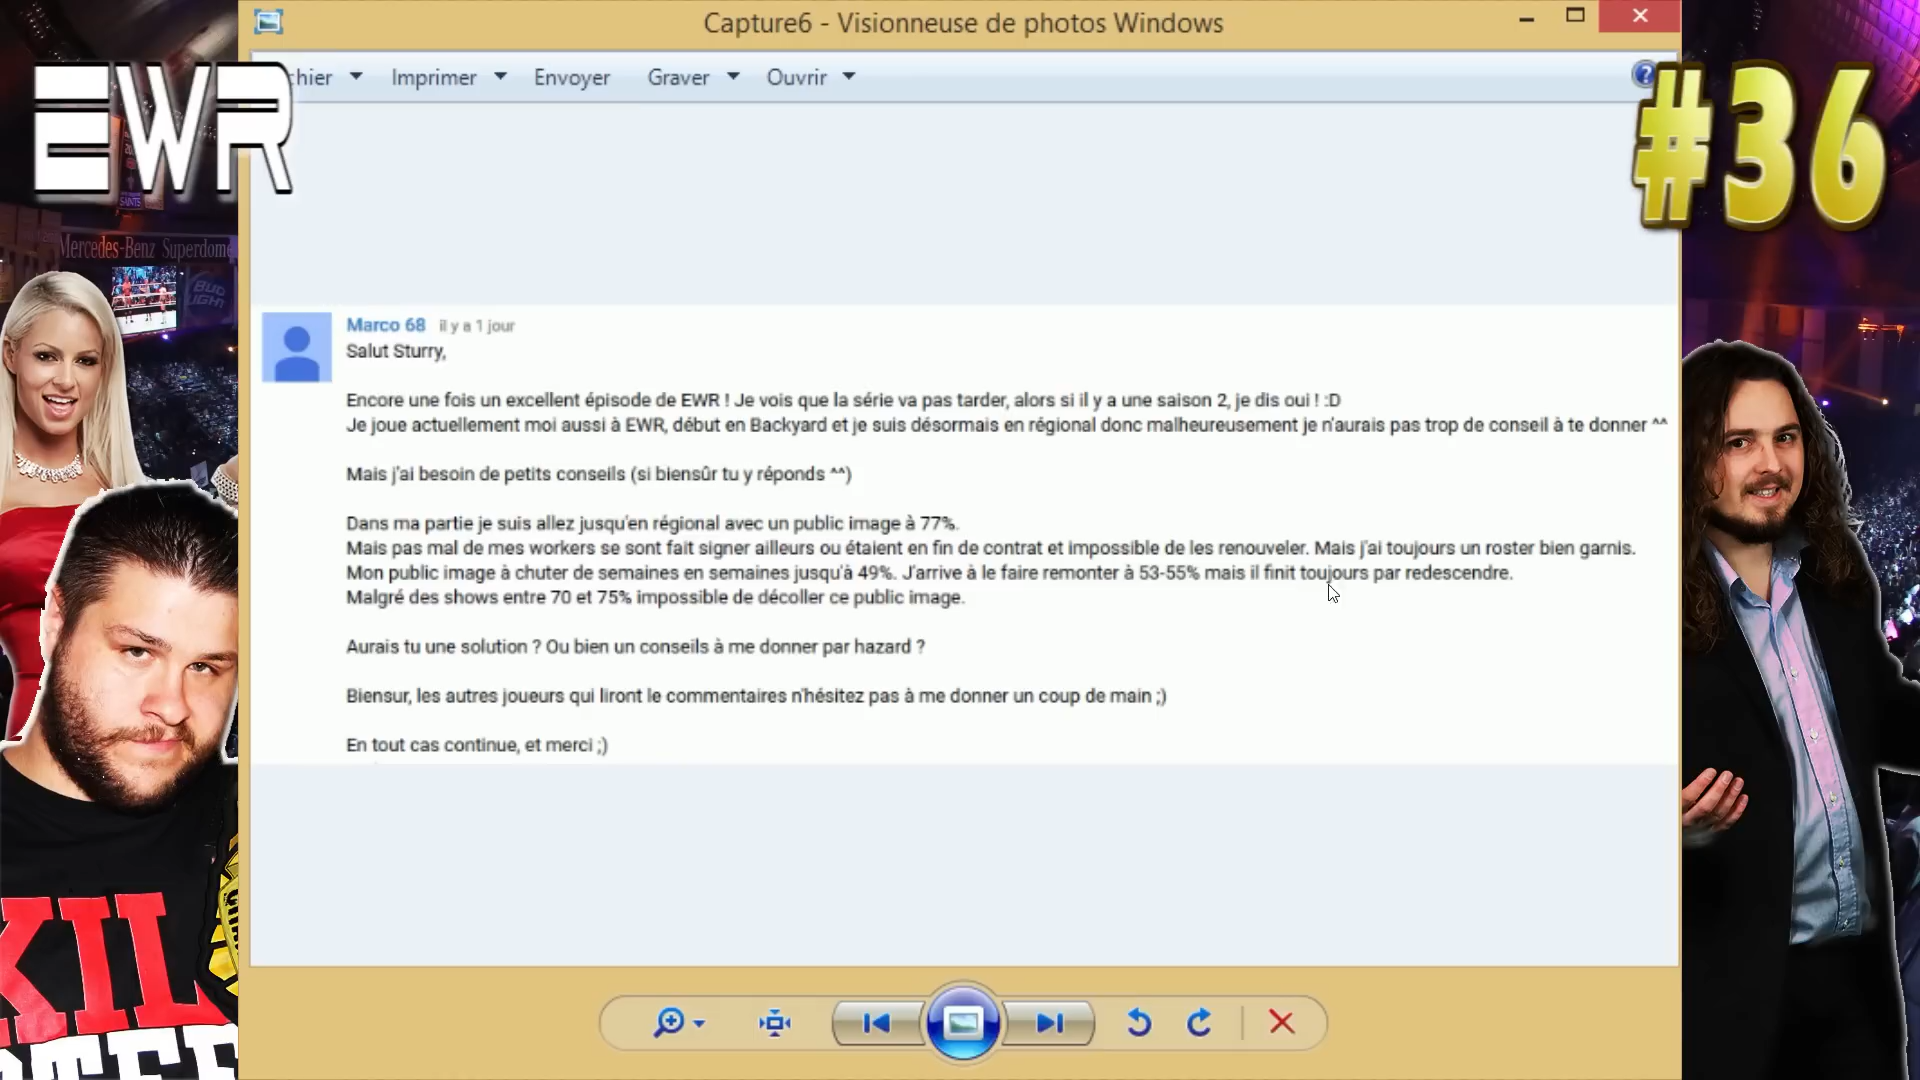 Capture6 - Visionneuse de photos Windows
chier Imprimer Envoyer Graver Ouvrir
EWR
#36
SAINTS
Mercedes-Benz Superdome
BUD LIGHT
Marco 68 il y a 1 jour
Salut Sturry,
Encore une fois un excellent épisode de EWR ! Je vois que la série va pas tarder, alors si il y a une saison 2, je dis oui ! :D
Je joue actuellement moi aussi à EWR, début en Backyard et je suis désormais en régional donc malheureusement je n'aurais pas trop de conseil à te donner ^^
Mais j'ai besoin de petits conseils (si biensûr tu y réponds ^^)
Dans ma partie je suis allez jusqu'en régional avec un public image à 77%.
Mais pas mal de mes workers se sont fait signer ailleurs ou étaient en fin de contrat et impossible de les renouveler. Mais j'ai toujours un roster bien garnis.
Mon public image à chuter de semaines en semaines jusqu'à 49%. J'arrive à le faire remonter à 53-55% mais il finit toujours par redescendre.
Malgré des shows entre 70 et 75% impossible de décoller ce public image.
Aurais tu une solution ? Ou bien un conseils à me donner par hazard ?
Biensur, les autres joueurs qui liront le commentaires n'hésitez pas à me donner un coup de main ;)
En tout cas continue, et merci ;)
KIL